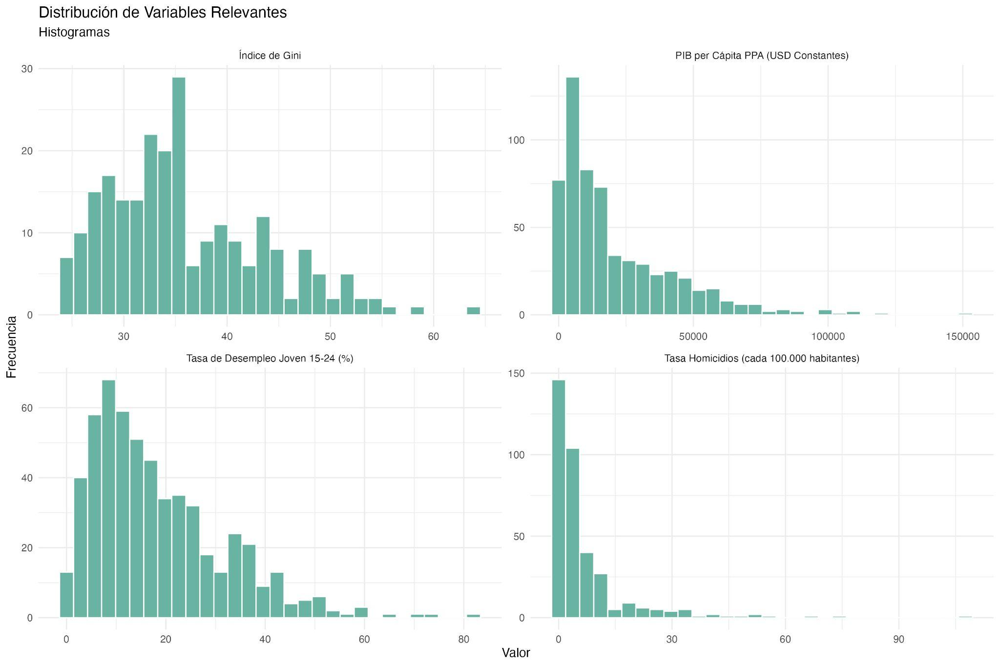 Distribución de Variables Relevantes
Histogramas
Índice de Gini
PIB per Cápita PPA (USD Constantes)
30
20
10
0
30 40 50 60
100
50
0
0 50000 100000 150000
Tasa de Desempleo Joven 15-24 (%)
Tasa Homicidios (cada 100.000 habitantes)
60
40
20
0
0 20 40 60 80
150
100
50
0
0 30 60 90
Frecuencia
Valor